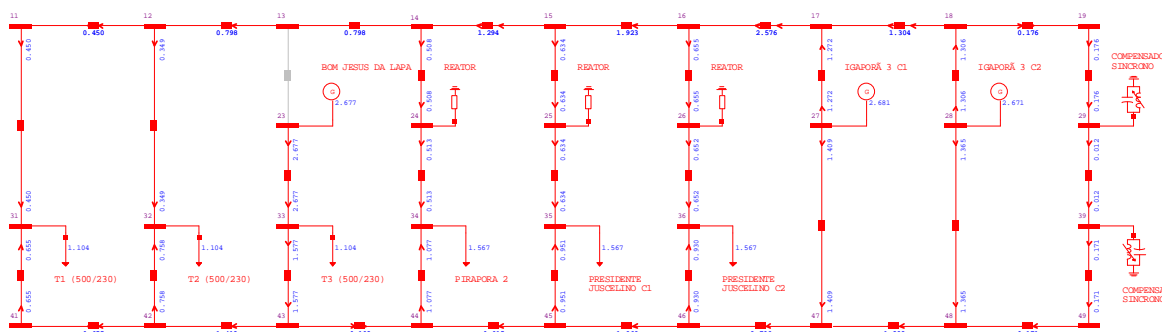 11 12 13 14 15 16 17 18 19
0.450 0.798 0.798 1.294 1.923 2.576 1.304 0.176
0.450 0.349 0.508 0.634 0.655 1.272 1.306 0.176
BOM JESUS DA LAPA REATOR REATOR REATOR IGAPORÃ 3 C1 IGAPORÃ 3 C2
COMPENSADO
SINCRONO
G 2.677 G 2.681 G 2.671
0.508 0.634 0.655 1.272 1.306 0.176
23 24 25 26 27 28 29
2.677 0.513 0.634 0.652 1.409 1.365 0.012
0.450 0.349 2.677 0.513 0.634 0.652 0.012
31 32 33 34 35 36 39
1.104 1.104 1.104 1.567 1.567 1.567
0.655 0.758 1.577 1.077 0.951 0.930 0.171
T1 (500/230) T2 (500/230) T3 (500/230) PIRAPORA 2 PRESIDENTE
JUSCELINO C1
PRESIDENTE
JUSCELINO C2
COMPENSA
SINCRONO
0.655 0.758 1.577 1.077 0.951 0.930 1.409 1.365 0.171
41 42 43 44 45 46 47 48 49